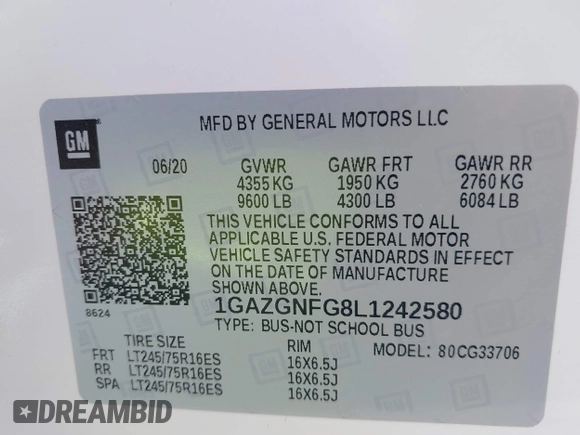 GM
MFD BY GENERAL MOTORS LLC
06/20 GVWR GAWR FRT GAWR RR
4355 KG 1950 KG 2760 KG
9600 LB 4300 LB 6084 LB
THIS VEHICLE CONFORMS TO ALL
APPLICABLE U.S. FEDERAL MOTOR
VEHICLE SAFETY STANDARDS IN EFFECT
ON THE DATE OF MANUFACTURE
SHOWN ABOVE.
8624
1GAZGNFG8L1242580
TYPE: BUS-NOT SCHOOL BUS
TIRE SIZE RIM MODEL: 80CG33706
FRT LT245/75R16ES 16X6.5J
RR LT245/75R16ES 16X6.5J
SPA LT245/75R16ES 16X6.5J
DREAMBID